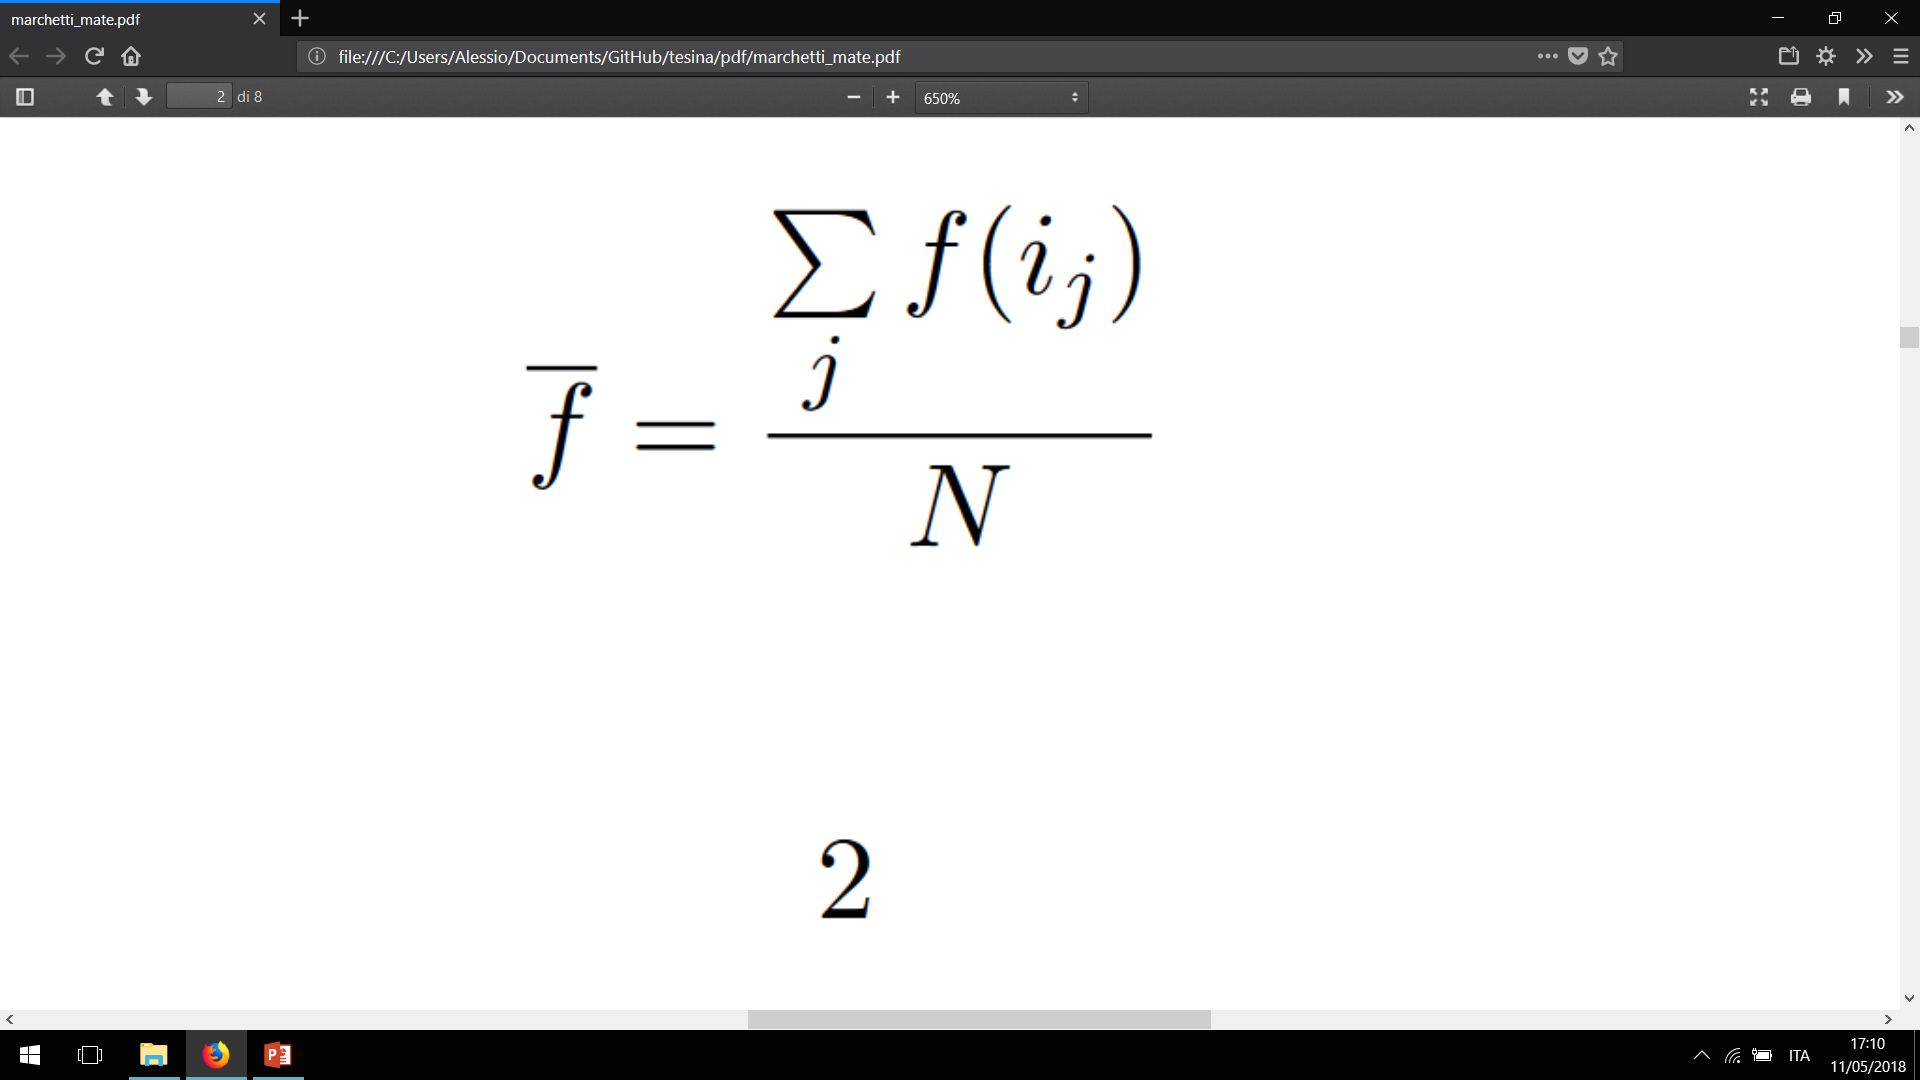 marchetti_mate.pdf
file:///C:/Users/Alessio/Documents/GitHub/tesina/pdf/marchetti_mate.pdf
2 di 8
650%
f̅ = ∑_j f(i_j) / N
2
ITA
17:10
11/05/2018